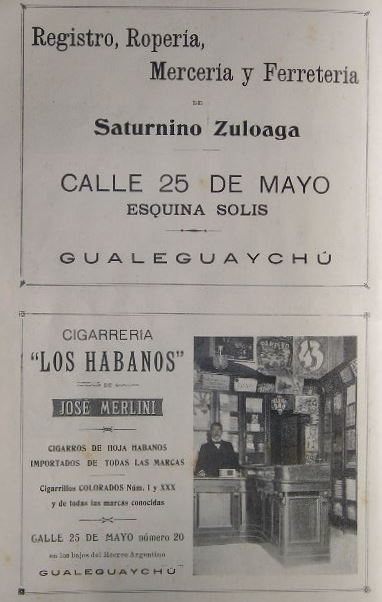 Registro, Ropería,
Mercería y Ferretería
DE
Saturnino Zuloaga
CALLE 25 DE MAYO
ESQUINA SOLIS
GUALEGUAYCHÚ
CIGARRERIA
"LOS HABANOS"
DE
JOSÉ MERLINI
CIGARROS DE HOJA HABANOS
IMPORTADOS DE TODAS LAS MARCAS
Cigarrillos COLORADOS Núm. 1 y XXX
y de todas las marcas conocidas
CALLE 25 DE MAYO número 20
en los bajos del Recreo Argentino
GUALEGUAYCHÚ
43